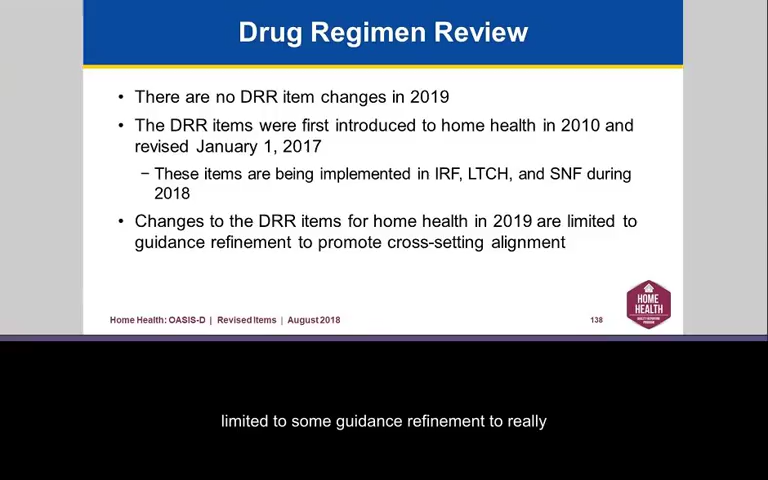 Drug Regimen Review
• There are no DRR item changes in 2019
• The DRR items were first introduced to home health in 2010 and
revised January 1, 2017
− These items are being implemented in IRF, LTCH, and SNF during
2018
• Changes to the DRR items for home health in 2019 are limited to
guidance refinement to promote cross-setting alignment
Home Health: OASIS-D | Revised Items | August 2018
138
HOME
HEALTH
limited to some guidance refinement to really